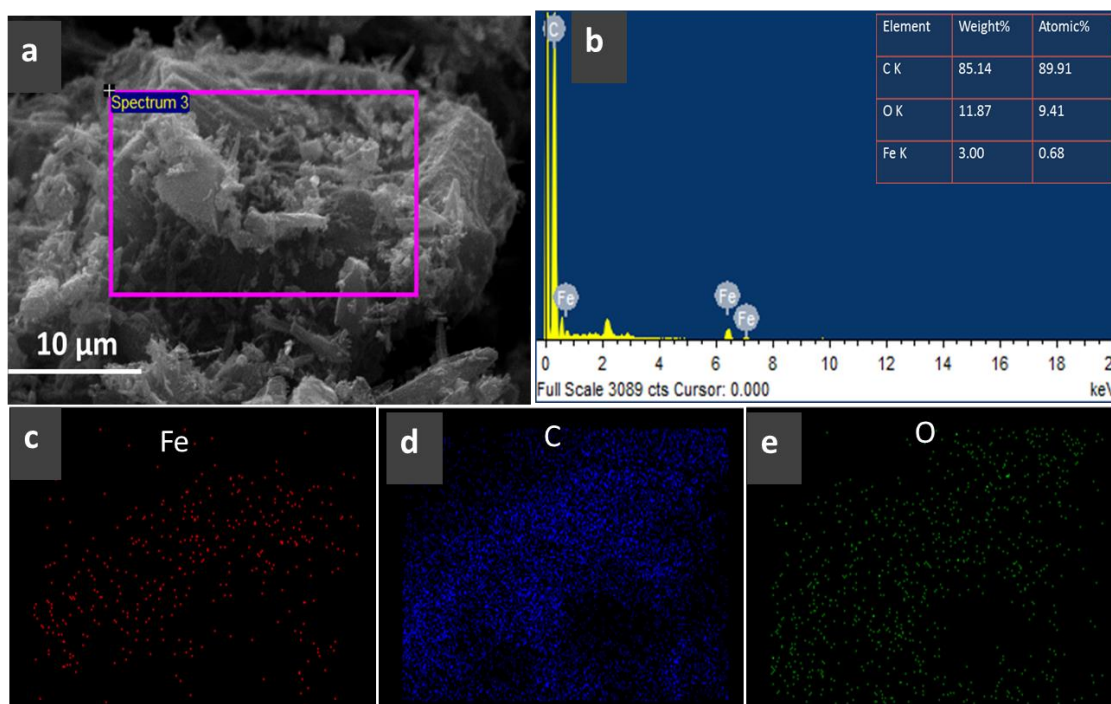 a
Spectrum 3
10 µm
b
C
Fe
Fe
Fe
Element Weight% Atomic%
C K 85.14 89.91
O K 11.87 9.41
Fe K 3.00 0.68
0 2 4 6 8 10 12 14 16 18 2
Full Scale 3089 cts Cursor: 0.000 keV
c Fe
d C
e O